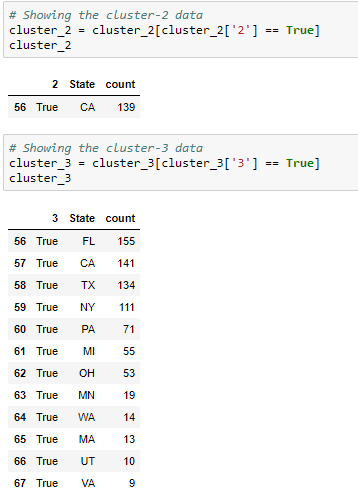 # Showing the cluster-2 data
cluster_2 = cluster_2[cluster_2['2'] == True]
cluster_2
2 State count
56 True CA 139
# Showing the cluster-3 data
cluster_3 = cluster_3[cluster_3['3'] == True]
cluster_3
3 State count
56 True FL 155
57 True CA 141
58 True TX 134
59 True NY 111
60 True PA 71
61 True MI 55
62 True OH 53
63 True MN 19
64 True WA 14
65 True MA 13
66 True UT 10
67 True VA 9